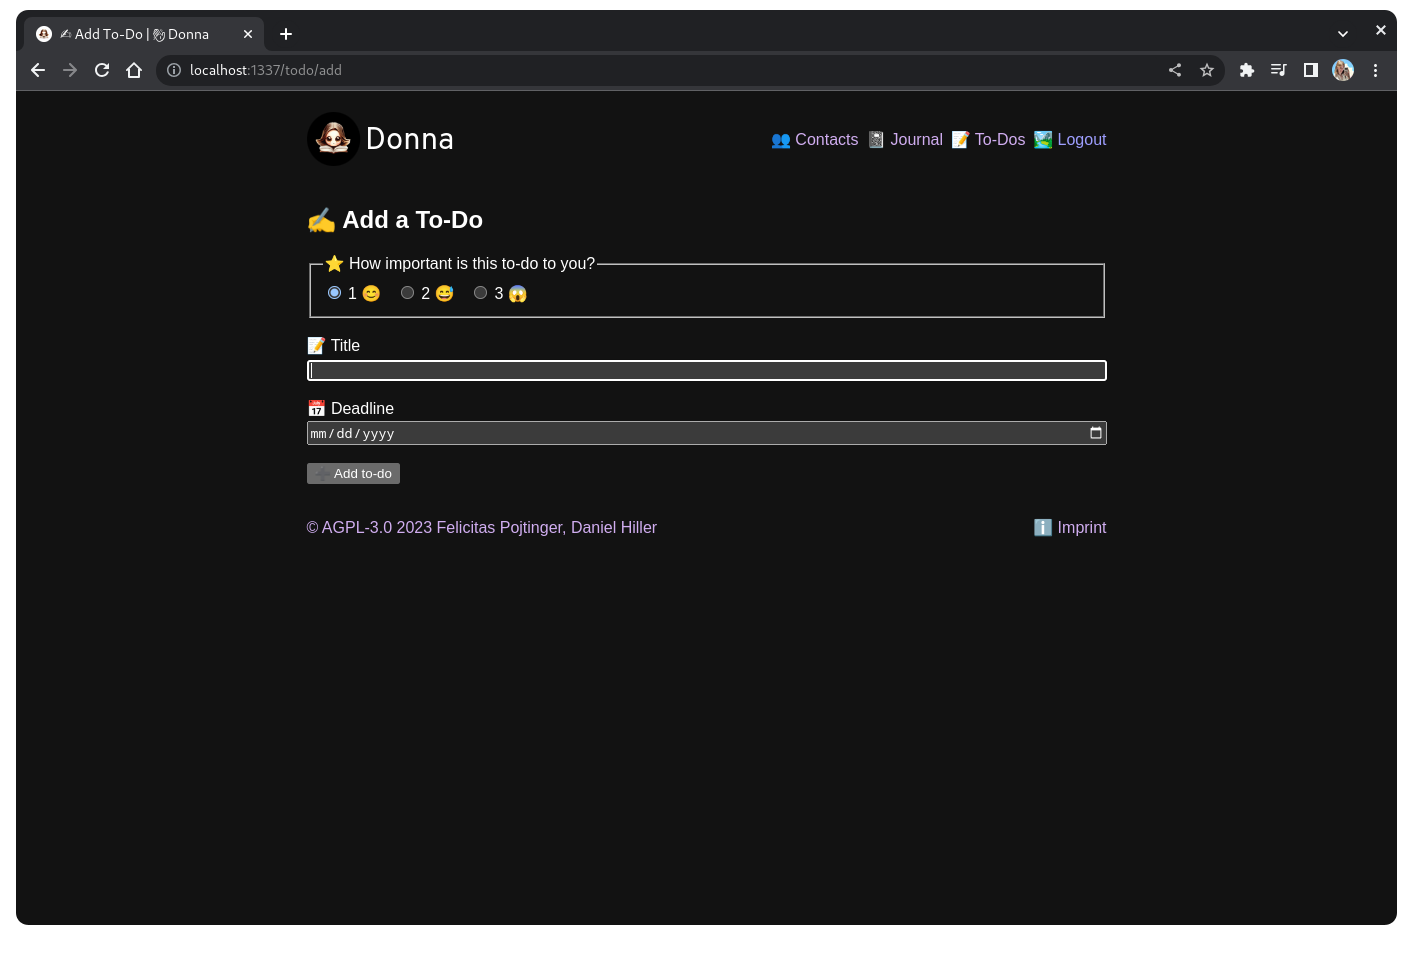 ✍ Add To-Do | 👋 Donna
localhost:1337/todo/add
Donna
👥 Contacts 📓 Journal 📝 To-Dos 🏞️ Logout
✍️ Add a To-Do
⭐ How important is this to-do to you?
1 😊 2 😅 3 😱
📝 Title
📅 Deadline
mm/dd/yyyy
➕ Add to-do
© AGPL-3.0 2023 Felicitas Pojtinger, Daniel Hiller
ℹ️ Imprint